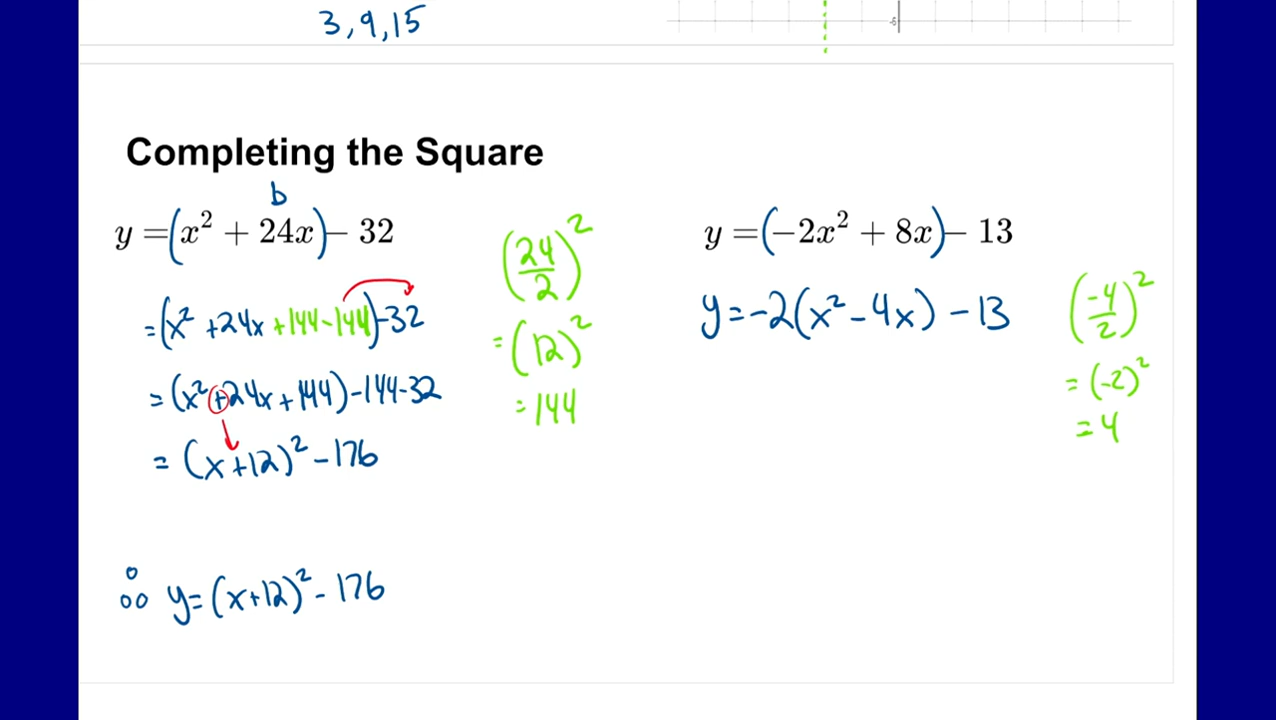 3, 9, 15
-5
Completing the Square
b
y = (x² + 24x) - 32
= (x² + 24x + 144 - 144) - 32
= (x² + 24x + 144) - 144 - 32
= (x + 12)² - 176
∴ y = (x + 12)² - 176
(24/2)²
= (12)²
= 144
y = (-2x² + 8x) - 13
y = -2(x² - 4x) - 13
(-4/2)²
= (-2)²
= 4